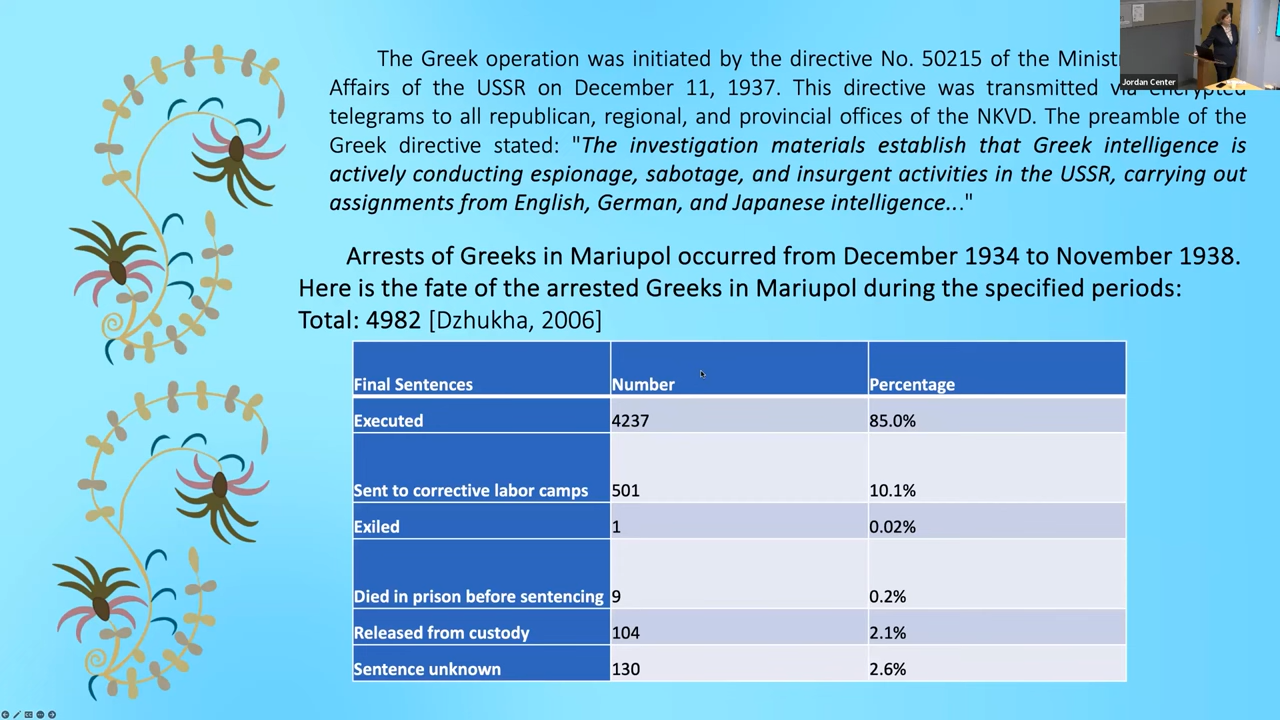 The Greek operation was initiated by the directive No. 50215 of the
Affairs of the USSR on December 11, 1937. This directive was transmitted via encrypted
telegrams to all republican, regional, and provincial offices of the NKVD. The preamble of the
Greek directive stated: "The investigation materials establish that Greek intelligence is
actively conducting espionage, sabotage, and insurgent activities in the USSR, carrying out
assignments from English, German, and Japanese intelligence..."
Jordan Center
Arrests of Greeks in Mariupol occurred from December 1934 to November 1938.
Here is the fate of the arrested Greeks in Mariupol during the specified periods:
Total: 4982 [Dzhukha, 2006]
Final Sentences Number Percentage
Executed 4237 85.0%
Sent to corrective labor camps 501 10.1%
Exiled 1 0.02%
Died in prison before sentencing 9 0.2%
Released from custody 104 2.1%
Sentence unknown 130 2.6%